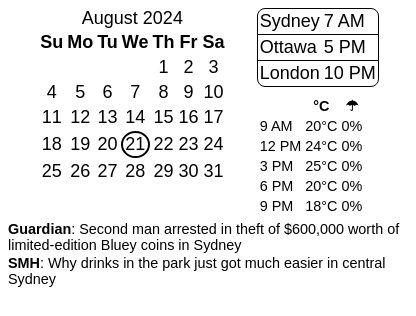 August 2024
Su Mo Tu We Th Fr Sa
1 2 3
4 5 6 7 8 9 10
11 12 13 14 15 16 17
18 19 20 21 22 23 24
25 26 27 28 29 30 31
Sydney 7 AM
Ottawa 5 PM
London 10 PM
°C ☂
9 AM 20°C 0%
12 PM 24°C 0%
3 PM 25°C 0%
6 PM 20°C 0%
9 PM 18°C 0%
Guardian: Second man arrested in theft of $600,000 worth of
limited-edition Bluey coins in Sydney
SMH: Why drinks in the park just got much easier in central
Sydney